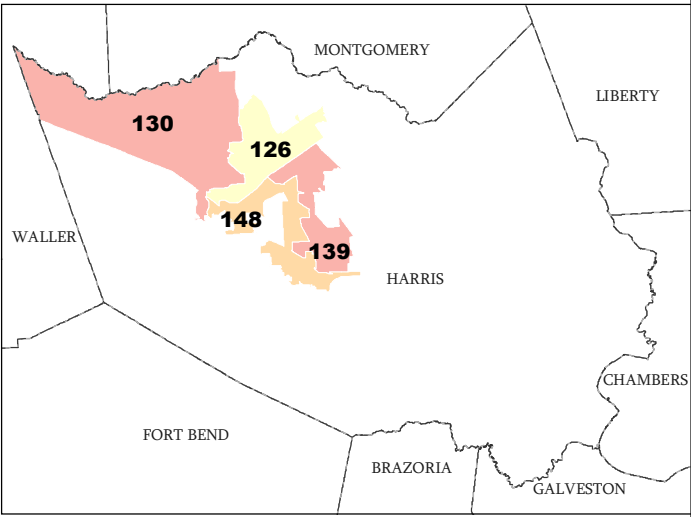 MONTGOMERY
LIBERTY
130
126
148
WALLER
139
HARRIS
CHAMBERS
FORT BEND
BRAZORIA
GALVESTON